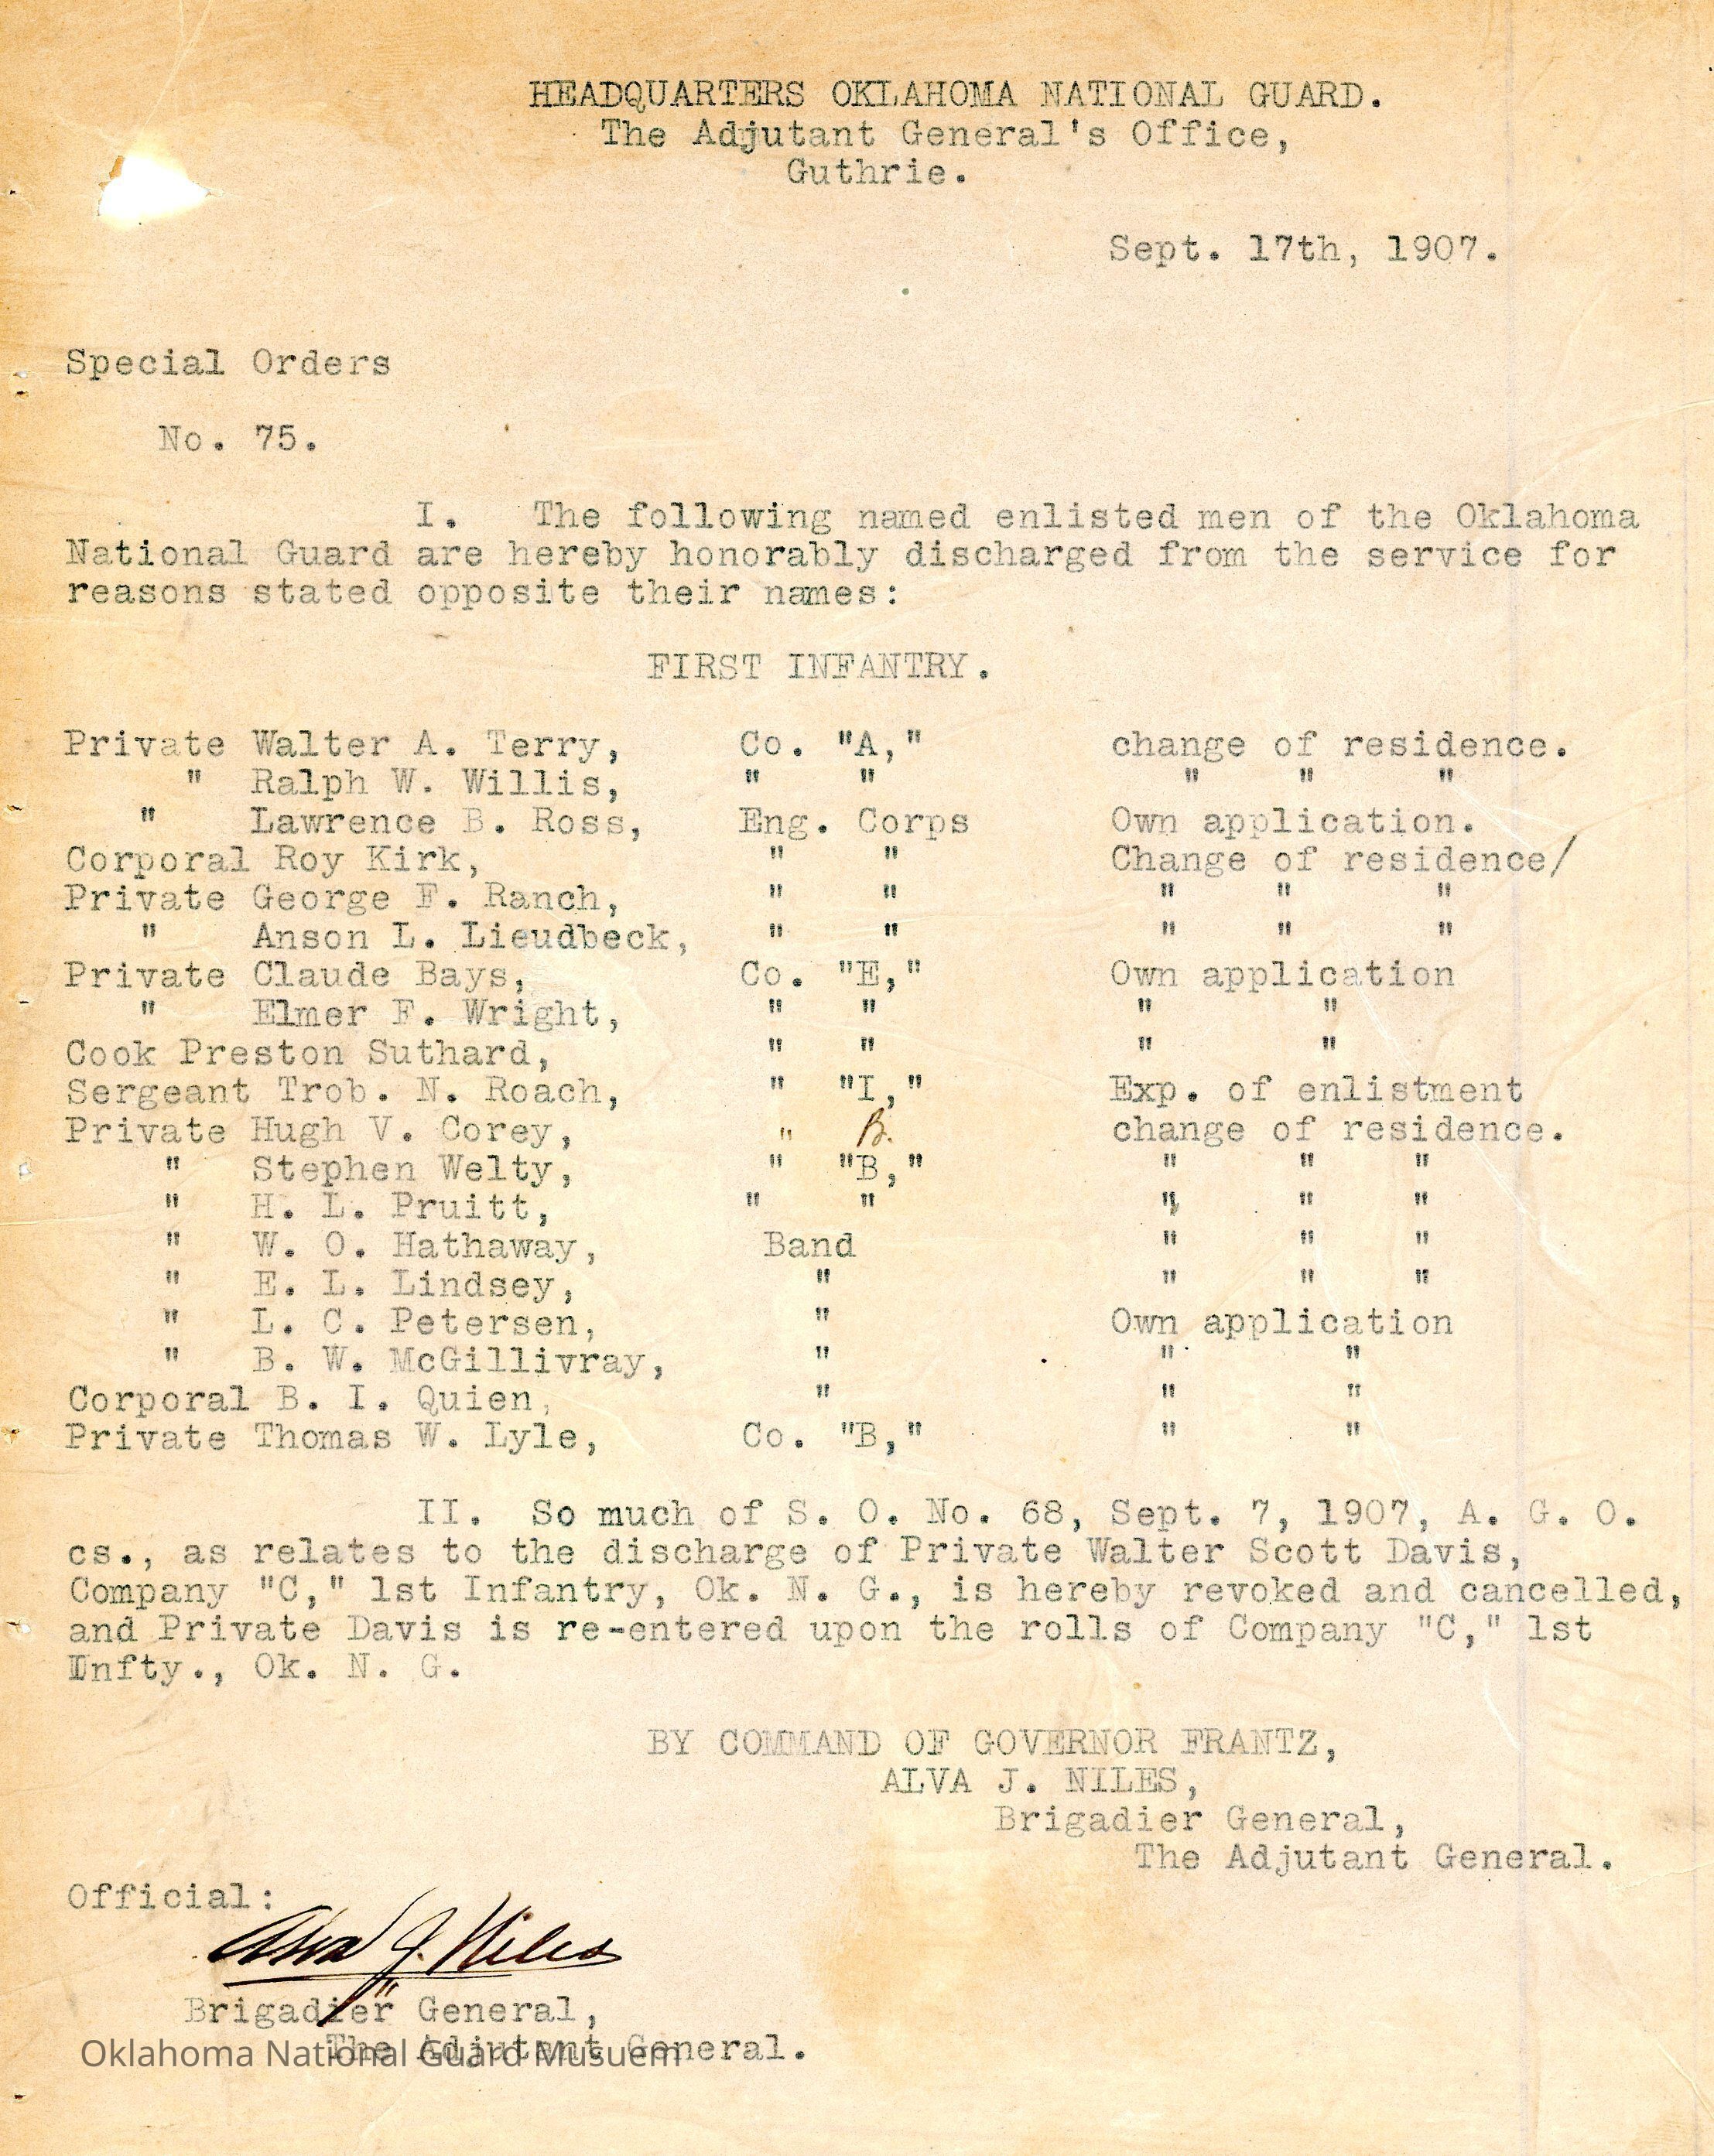 HEADQUARTERS OKLAHOMA NATIONAL GUARD.
The Adjutant General's Office,
Guthrie.
Sept. 17th, 1907.
Special Orders
No. 75.
I. The following named enlisted men of the Oklahoma
National Guard are hereby honorably discharged from the service for
reasons stated opposite their names:
FIRST INFANTRY.
Private Walter A. Terry, Co. "A," change of residence.
" Ralph W. Willis, " " " " "
" Lawrence B. Ross, Eng. Corps Own application.
Corporal Roy Kirk, " " Change of residence/
Private George F. Ranch, " " " " "
" Anson L. Lieudbeck, " " " " "
Private Claude Bays, Co. "E," Own application
" Elmer F. Wright, " " " "
Cook Preston Suthard, " " " "
Sergeant Trob. N. Roach, " "I," Exp. of enlistment
Private Hugh V. Corey, " B. change of residence.
" Stephen Welty, " "B," " " "
" H. L. Pruitt, " " " " "
" W. O. Hathaway, Band " " "
" E. L. Lindsey, " " " "
" L. C. Petersen, " Own application
" B. W. McGillivray, " " "
Corporal B. I. Quien, " " "
Private Thomas W. Lyle, Co. "B," " "
II. So much of S. O. No. 68, Sept. 7, 1907, A. G. O.
cs., as relates to the discharge of Private Walter Scott Davis,
Company "C," 1st Infantry, Ok. N. G., is hereby revoked and cancelled,
and Private Davis is re-entered upon the rolls of Company "C," 1st
Infty., Ok. N. G.
BY COMMAND OF GOVERNOR FRANTZ,
ALVA J. NILES,
Brigadier General,
The Adjutant General.
Official:
Alva J. Niles
Brigadier General,
The Adjutant General.
Oklahoma National Guard Musuem